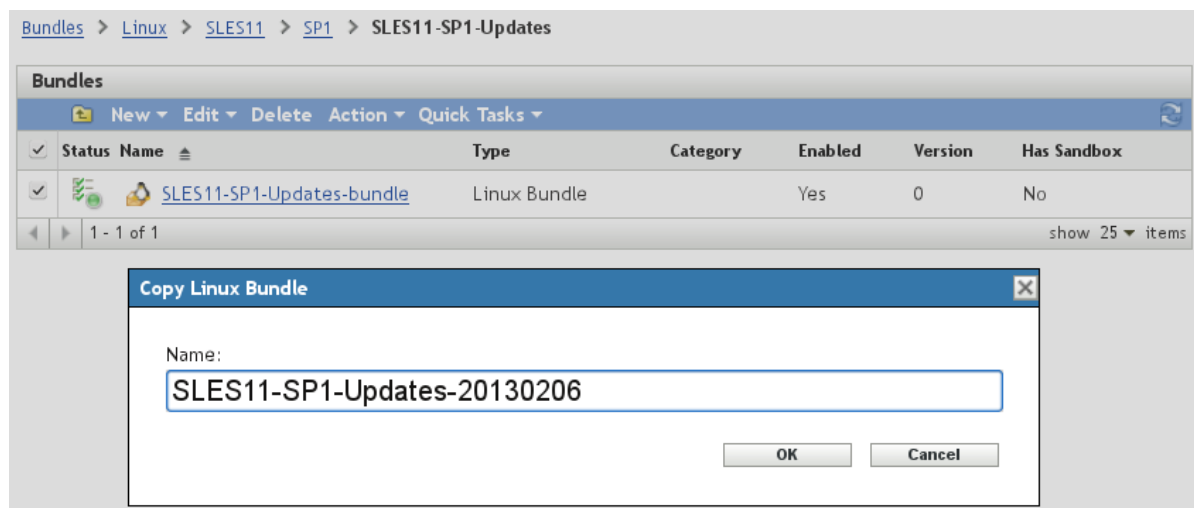 Bundles > Linux > SLES11 > SP1 > SLES11-SP1-Updates
Bundles
New Edit Delete Action Quick Tasks
Status Name Type Category Enabled Version Has Sandbox
SLES11-SP1-Updates-bundle Linux Bundle Yes 0 No
1 - 1 of 1 show 25 items
Copy Linux Bundle
Name:
SLES11-SP1-Updates-20130206
OK Cancel